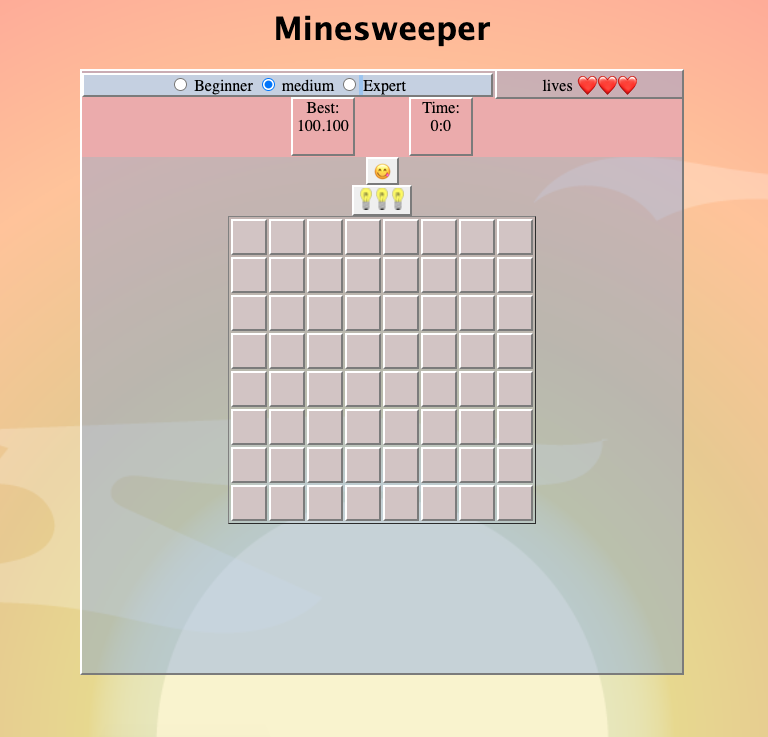 Minesweeper
Beginner medium Expert
lives ❤️❤️❤️
Best:
100.100
Time:
0:0